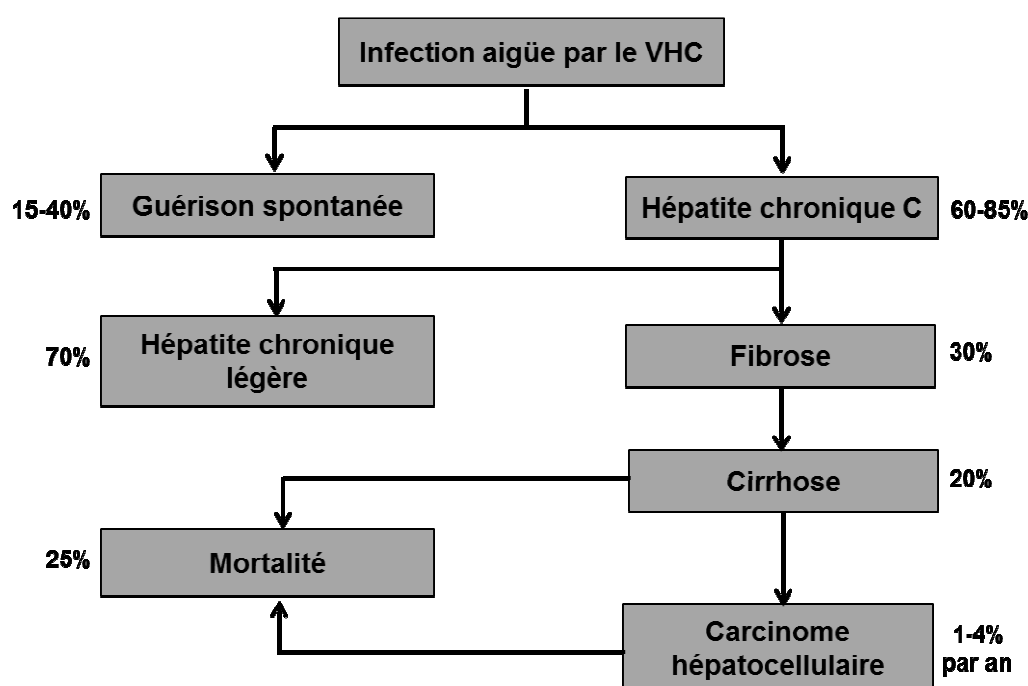 Infection aigüe par le VHC
15-40%
Guérison spontanée
Hépatite chronique C
60-85%
70%
Hépatite chronique
légère
Fibrose
30%
Cirrhose
20%
25%
Mortalité
Carcinome
hépatocellulaire
1-4%
par an